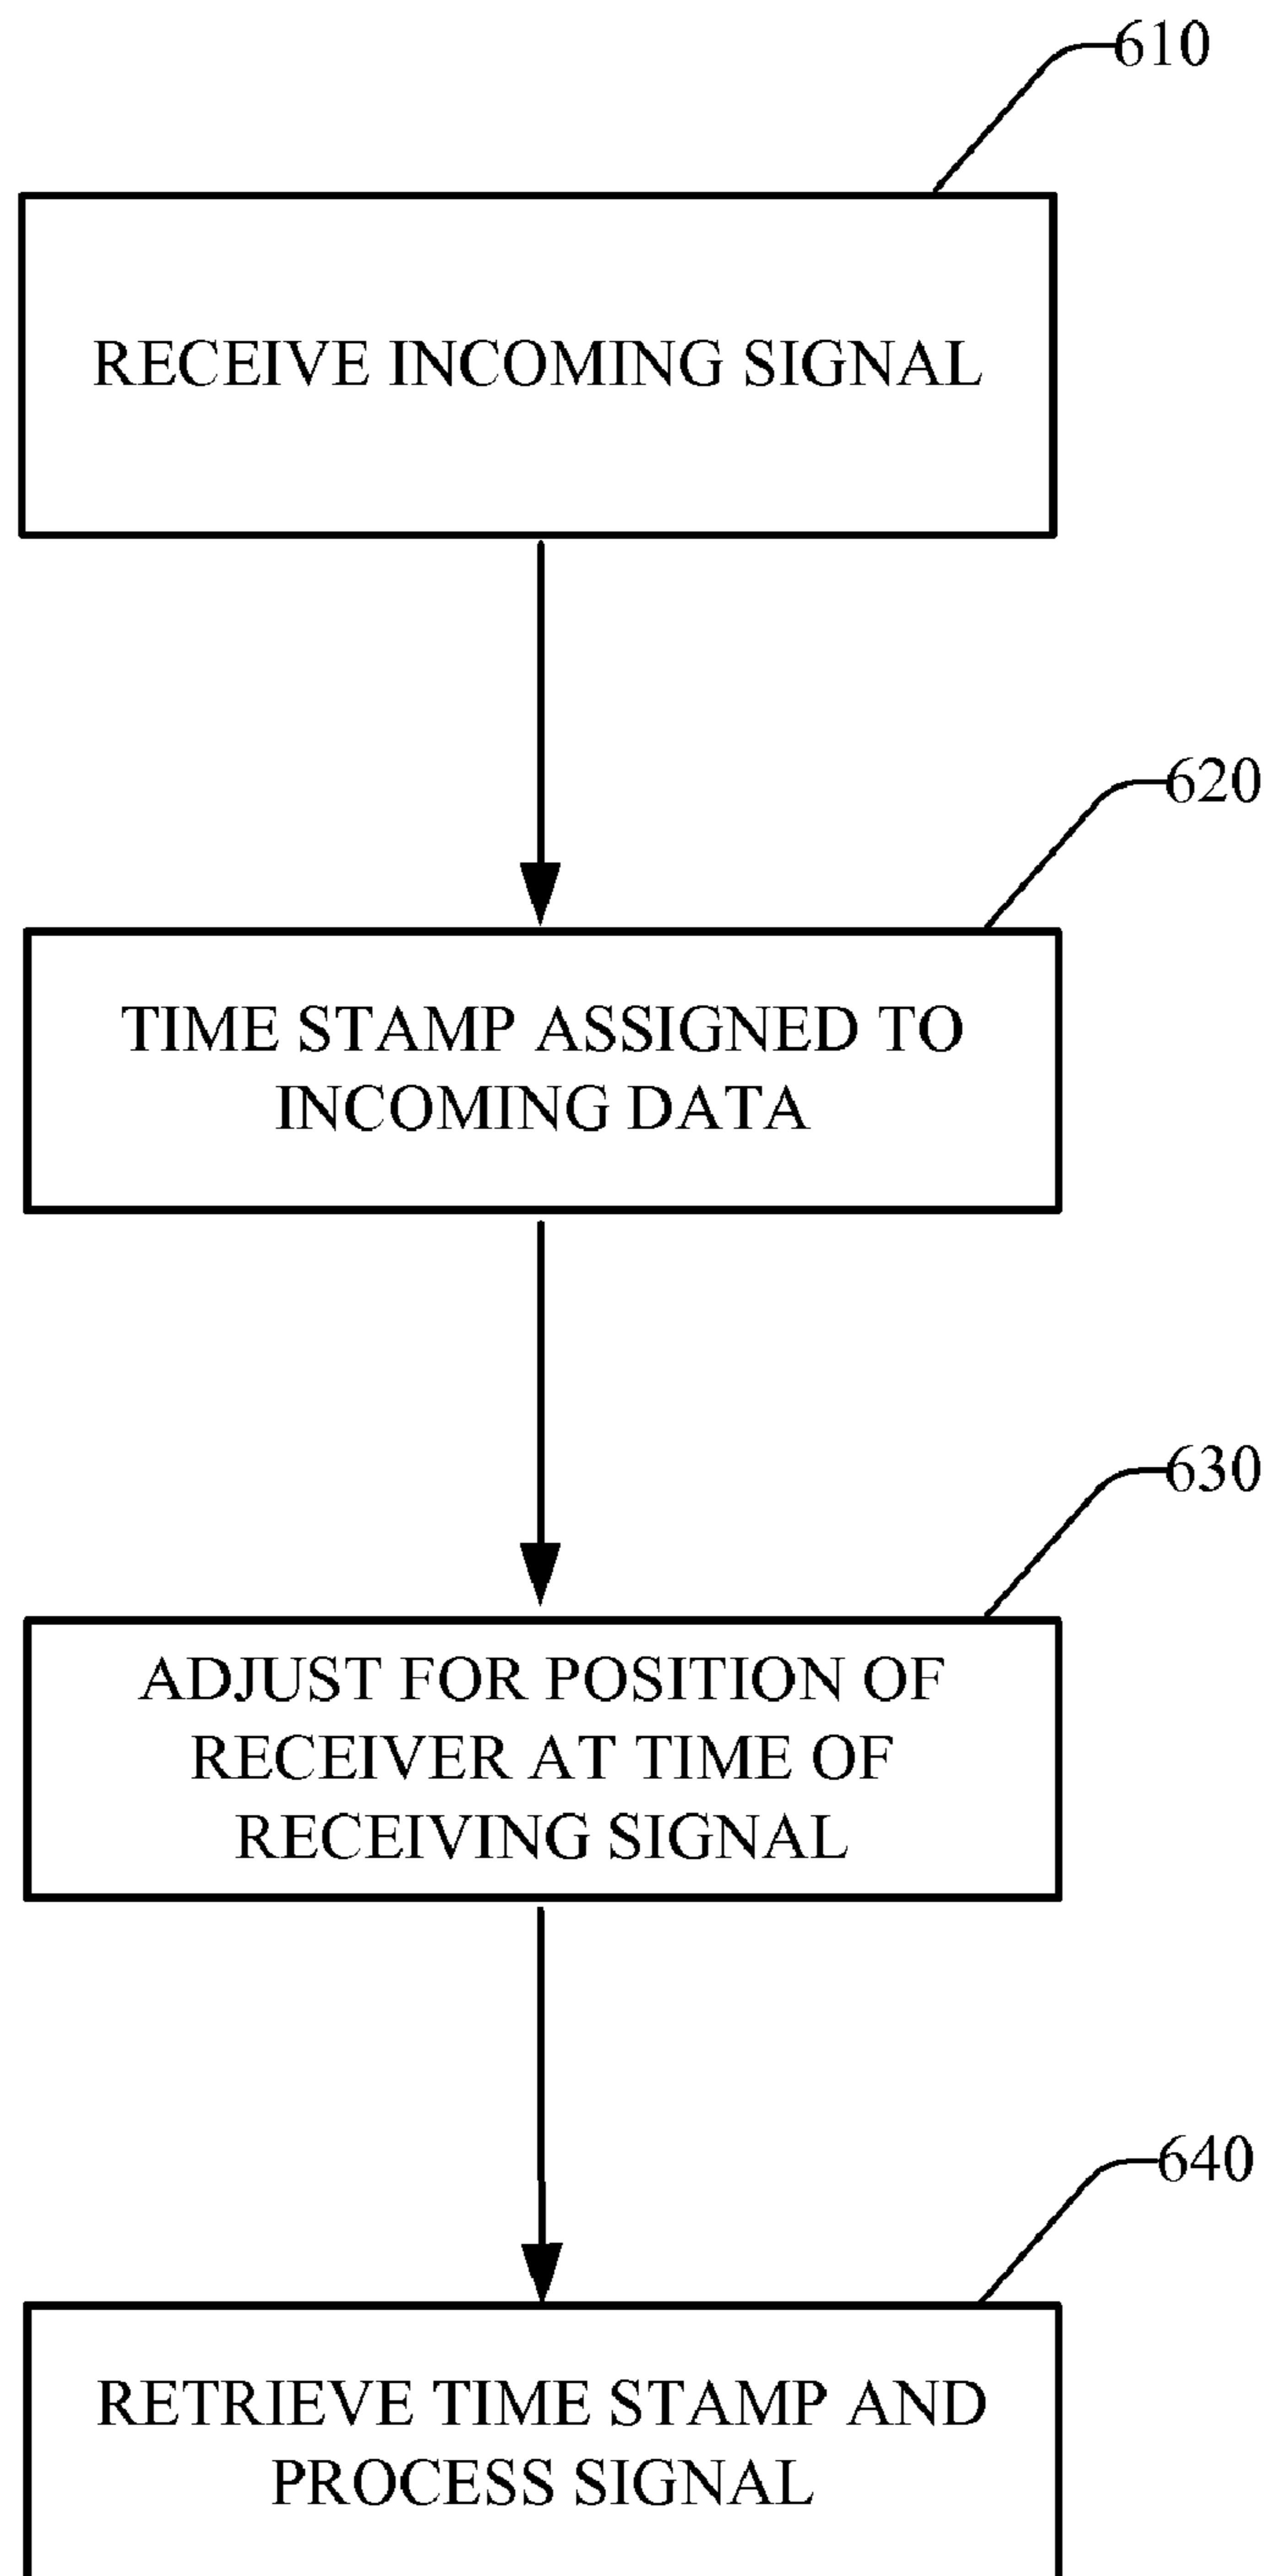 610
RECEIVE INCOMING SIGNAL
620
TIME STAMP ASSIGNED TO
INCOMING DATA
630
ADJUST FOR POSITION OF
RECEIVER AT TIME OF
RECEIVING SIGNAL
640
RETRIEVE TIME STAMP AND
PROCESS SIGNAL